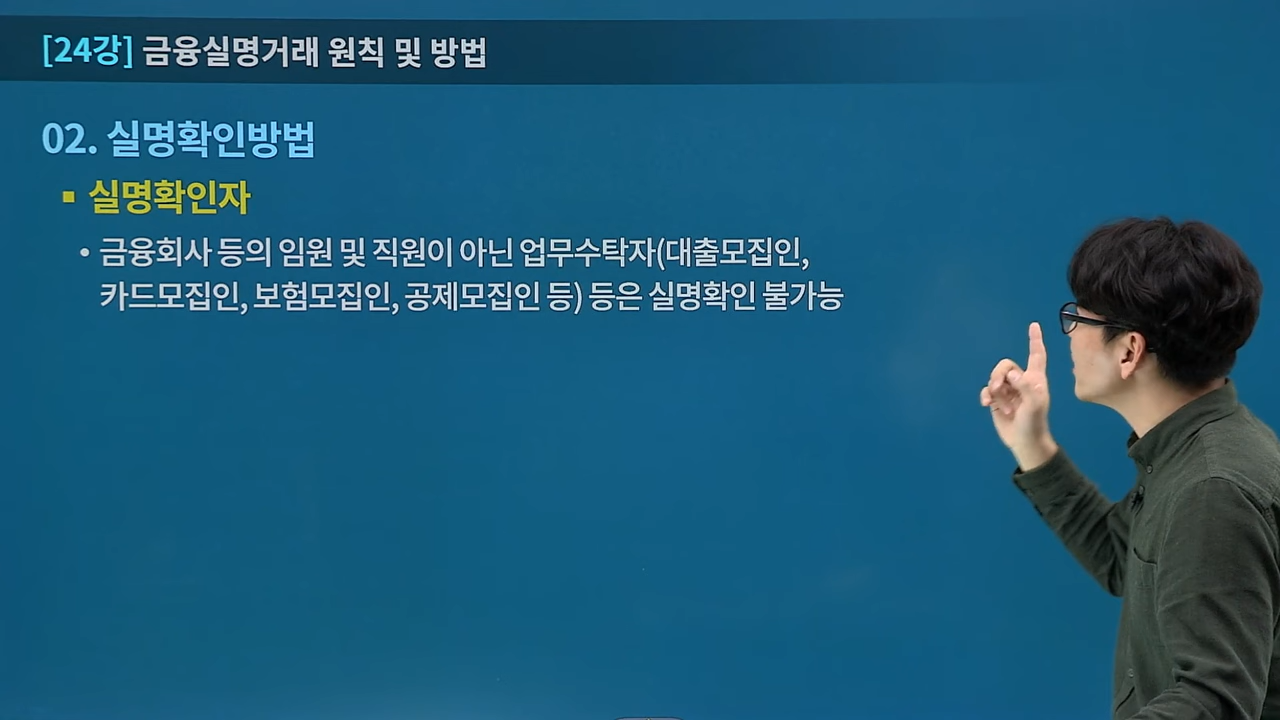 [24강] 금융실명거래 원칙 및 방법
02. 실명확인방법
▪ 실명확인자
• 금융회사 등의 임원 및 직원이 아닌 업무수탁자(대출모집인,
카드모집인, 보험모집인, 공제모집인 등) 등은 실명확인 불가능